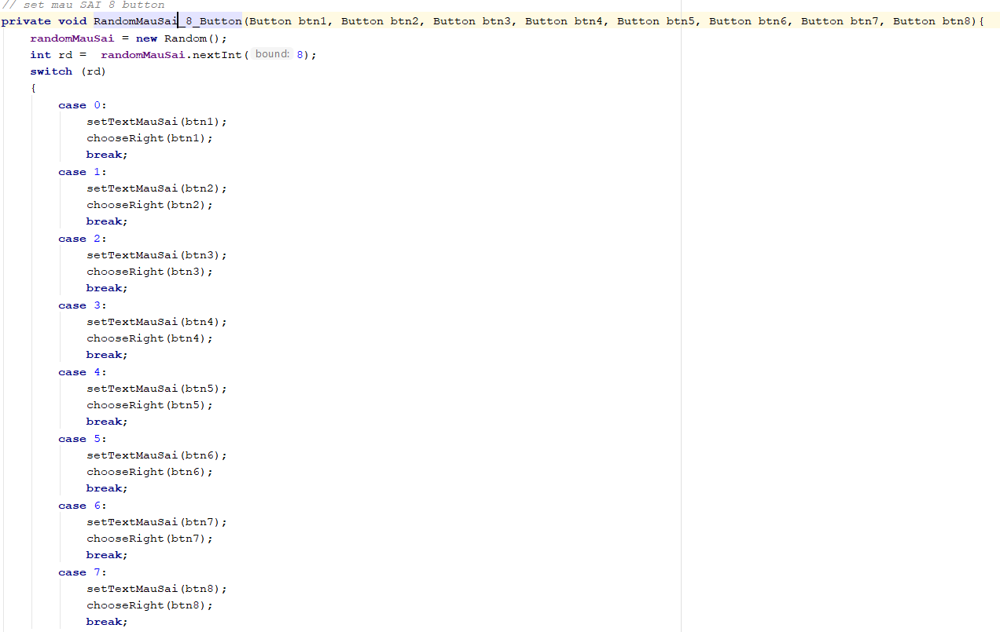 // set mau SAI 8 button
private void RandomMauSai_8_Button(Button btn1, Button btn2, Button btn3, Button btn4, Button btn5, Button btn6, Button btn7, Button btn8){
randomMauSai = new Random();
int rd =  randomMauSai.nextInt( bound: 8);
switch (rd)
{
case 0:
setTextMauSai(btn1);
chooseRight(btn1);
break;
case 1:
setTextMauSai(btn2);
chooseRight(btn2);
break;
case 2:
setTextMauSai(btn3);
chooseRight(btn3);
break;
case 3:
setTextMauSai(btn4);
chooseRight(btn4);
break;
case 4:
setTextMauSai(btn5);
chooseRight(btn5);
break;
case 5:
setTextMauSai(btn6);
chooseRight(btn6);
break;
case 6:
setTextMauSai(btn7);
chooseRight(btn7);
break;
case 7:
setTextMauSai(btn8);
chooseRight(btn8);
break;